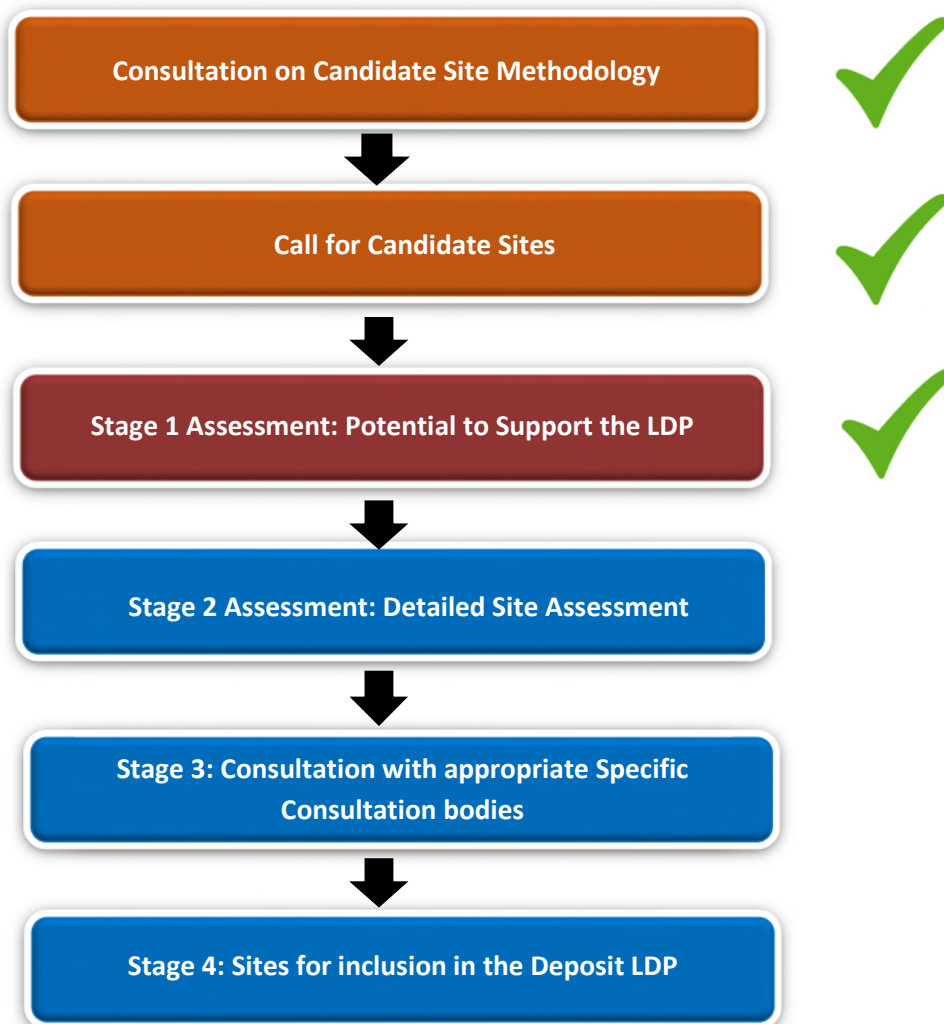 Consultation on Candidate Site Methodology
Call for Candidate Sites
Stage 1 Assessment: Potential to Support the LDP
Stage 2 Assessment: Detailed Site Assessment
Stage 3: Consultation with appropriate Specific
Consultation bodies
Stage 4: Sites for inclusion in the Deposit LDP